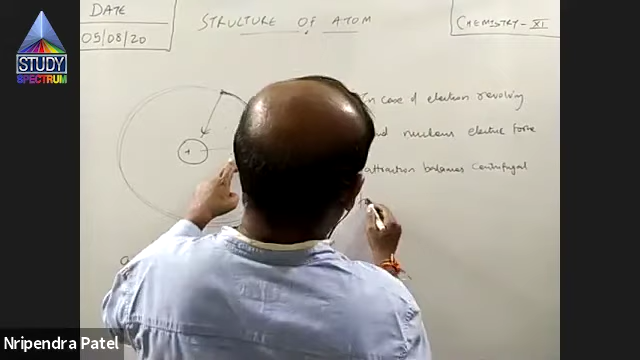 DATE
05/08/20
STRUCTURE OF ATOM
CHEMISTRY-XI
STUDY
SPECTRUM
+
In case of electron revolving
nucleus electric force
attraction balances centrifugal
Nripendra Patel